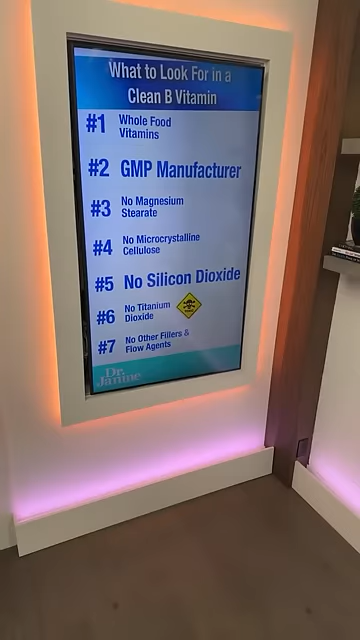 What to Look For in a
Clean B Vitamin
#1 Whole Food
Vitamins
#2 GMP Manufacturer
#3 No Magnesium
Stearate
#4 No Microcrystalline
Cellulose
#5 No Silicon Dioxide
#6 No Titanium
Dioxide
#7 No Other Fillers &
Flow Agents
Dr.
Janine